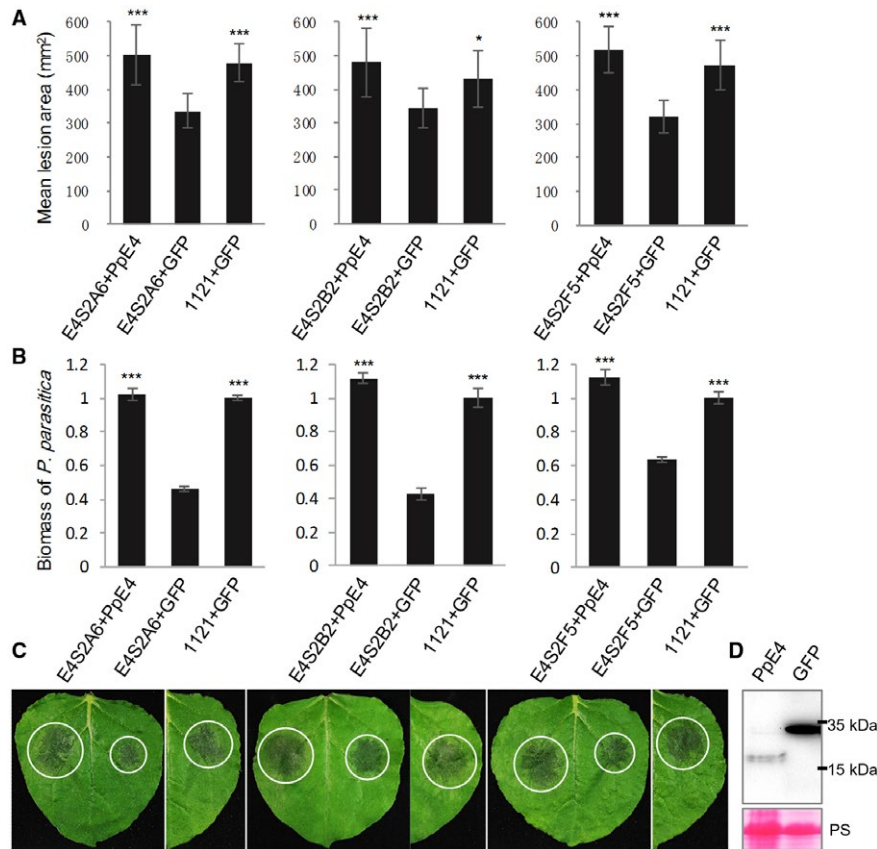 A
Mean lesion area (mm²)
600
500
400
300
200
100
0
***
***
E4S2A6+PpE4
E4S2A6+GFP
1121+GFP
600
500
400
300
200
100
0
***
*
E4S2B2+PpE4
E4S2B2+GFP
1121+GFP
600
500
400
300
200
100
0
***
***
E4S2F5+PpE4
E4S2F5+GFP
1121+GFP
B
Biomass of P. parasitica
1.2
1
0.8
0.6
0.4
0.2
0
***
***
E4S2A6+PpE4
E4S2A6+GFP
1121+GFP
1.2
1
0.8
0.6
0.4
0.2
0
***
***
E4S2B2+PpE4
E4S2B2+GFP
1121+GFP
1.2
1
0.8
0.6
0.4
0.2
0
***
***
E4S2F5+PpE4
E4S2F5+GFP
1121+GFP
C
D
PpE4
GFP
35 kDa
15 kDa
PS